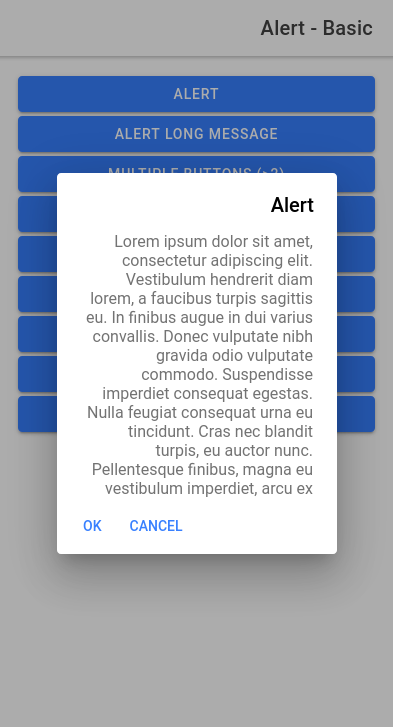 Alert - Basic
ALERT
ALERT LONG MESSAGE
MULTIPLE BUTTONS (>3)
Alert
Lorem ipsum dolor sit amet,
consectetur adipiscing elit.
Vestibulum hendrerit diam
lorem, a faucibus turpis sagittis
eu. In finibus augue in dui varius
convallis. Donec vulputate nibh
gravida odio vulputate
commodo. Suspendisse
imperdiet consequat egestas.
Nulla feugiat consequat urna eu
tincidunt. Cras nec blandit
turpis, eu auctor nunc.
Pellentesque finibus, magna eu
vestibulum imperdiet, arcu ex
OK CANCEL